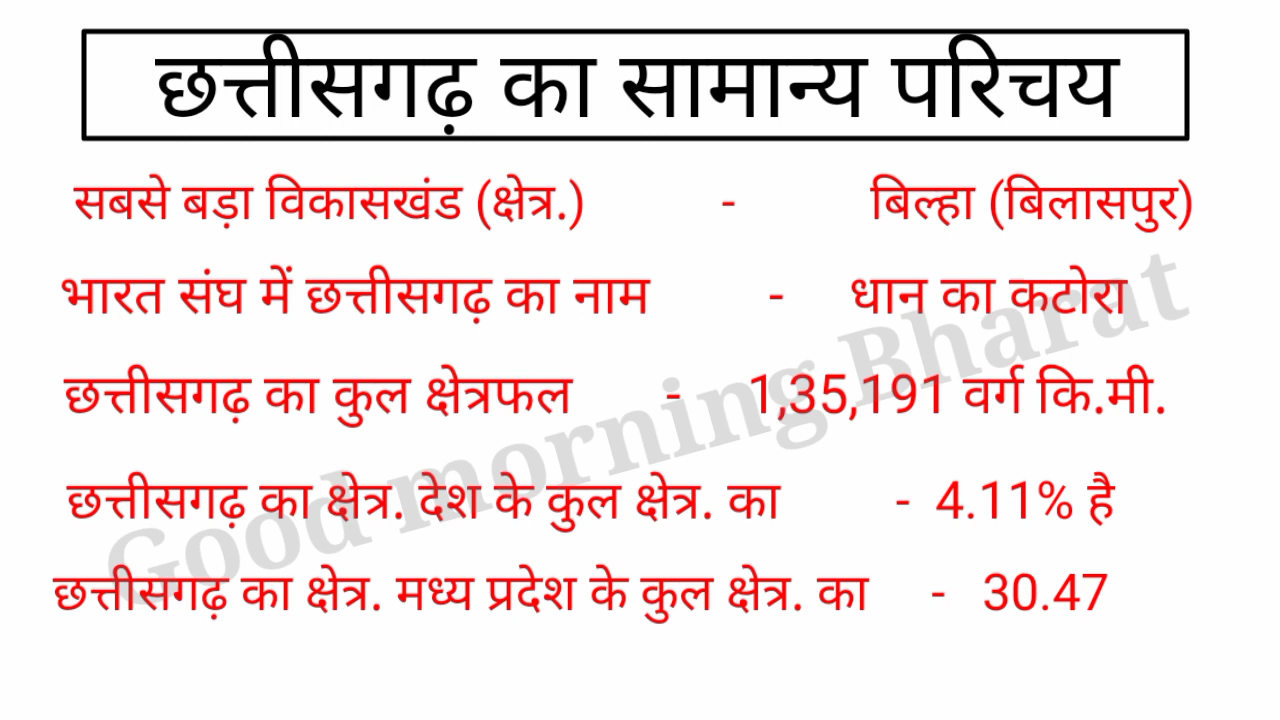 छत्तीसगढ़ का सामान्य परिचय
सबसे बड़ा विकासखंड (क्षेत्र.) - बिल्हा (बिलासपुर)
भारत संघ में छत्तीसगढ़ का नाम - धान का कटोरा
छत्तीसगढ़ का कुल क्षेत्रफल - 1,35,191 वर्ग कि.मी.
छत्तीसगढ़ का क्षेत्र. देश के कुल क्षेत्र. का - 4.11% है
छत्तीसगढ़ का क्षेत्र. मध्य प्रदेश के कुल क्षेत्र. का - 30.47
Good morning Bharat